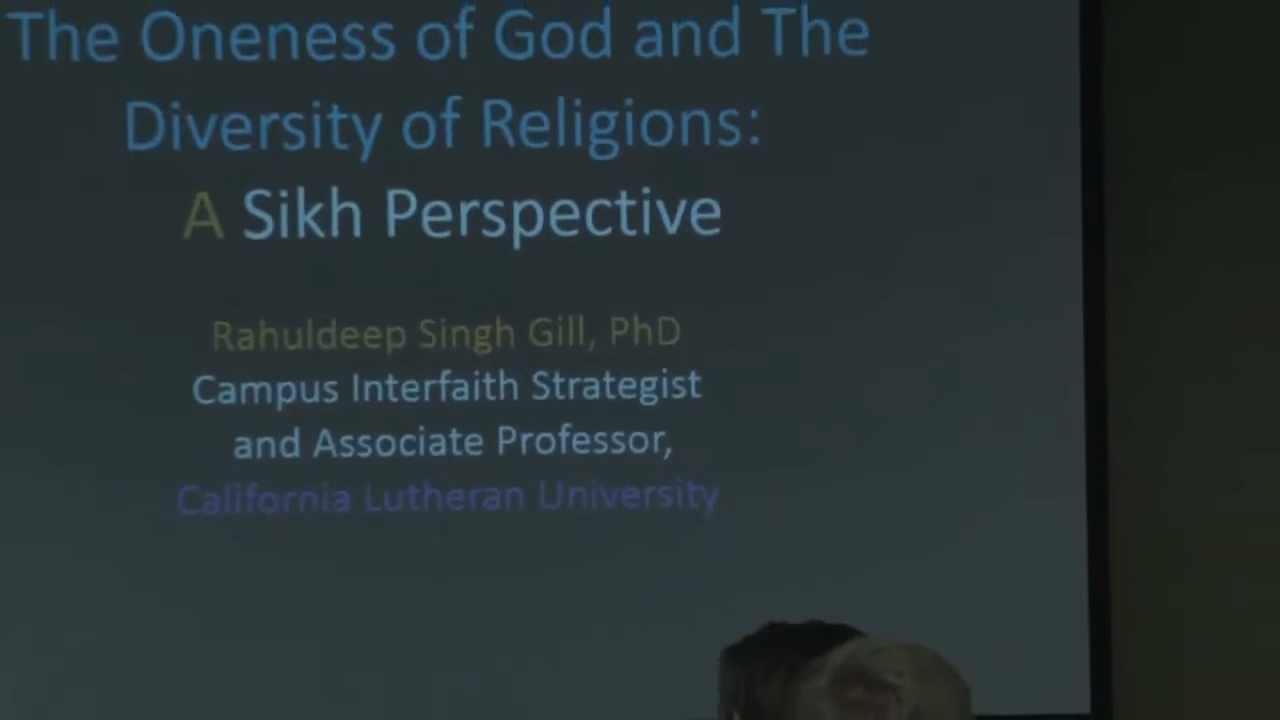 The Oneness of God and The
Diversity of Religions:
A Sikh Perspective
Rahuldeep Singh Gill, PhD
Campus Interfaith Strategist
and Associate Professor,
California Lutheran University